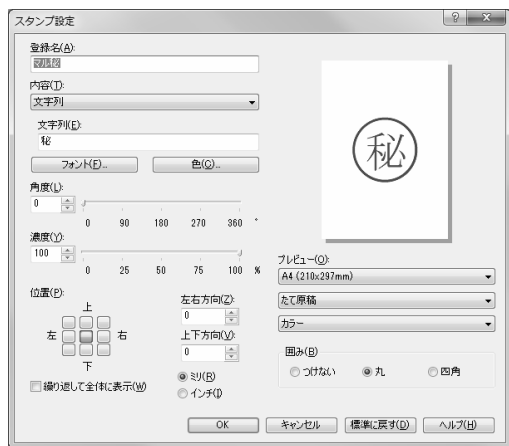 スタンプ設定
登録名(A):
マル秘
内容(T):
文字列
文字列(E):
秘
フォント(F)...
色(C)...
角度(L):
0
0 90 180 270 360 °
濃度(Y):
100
0 25 50 75 100 %
位置(P):
上
左 右
下
左右方向(Z):
0
上下方向(V):
0
ミリ(R)
インチ(I)
繰り返して全体に表示(W)
秘
プレビュー(O):
A4 (210x297mm)
たて原稿
カラー
囲み(B)
つけない 丸 四角
OK キャンセル 標準に戻す(D) ヘルプ(H)